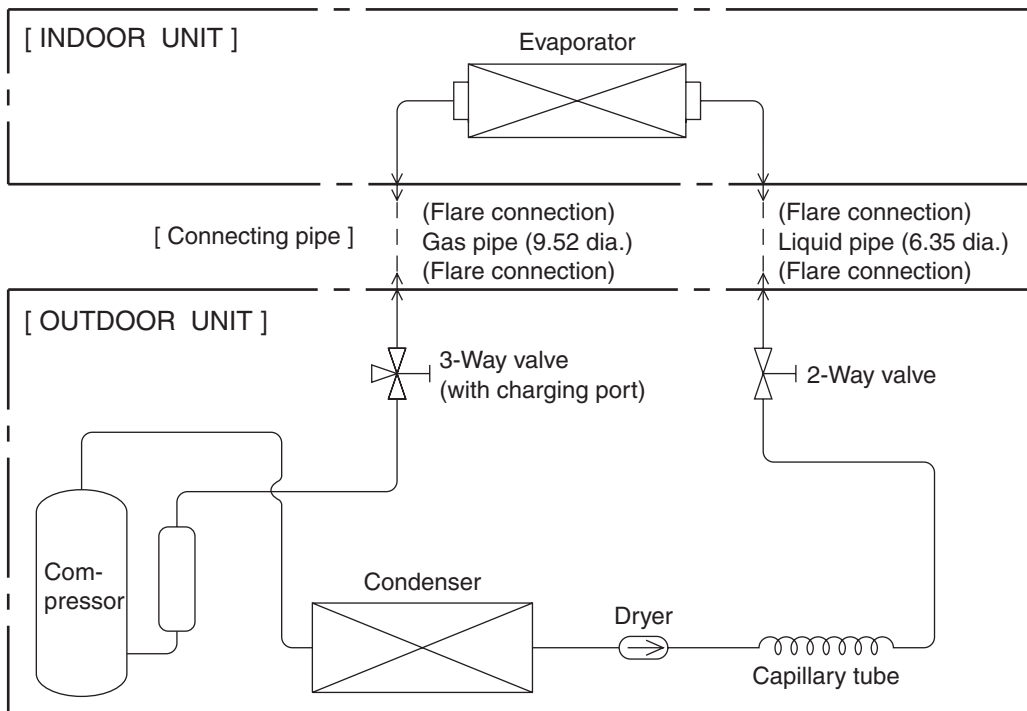 [ INDOOR UNIT ]
Evaporator
[ Connecting pipe ]
(Flare connection)
Gas pipe (9.52 dia.)
(Flare connection)
(Flare connection)
Liquid pipe (6.35 dia.)
(Flare connection)
[ OUTDOOR UNIT ]
3-Way valve
(with charging port)
2-Way valve
Com-
pressor
Condenser
Dryer
Capillary tube